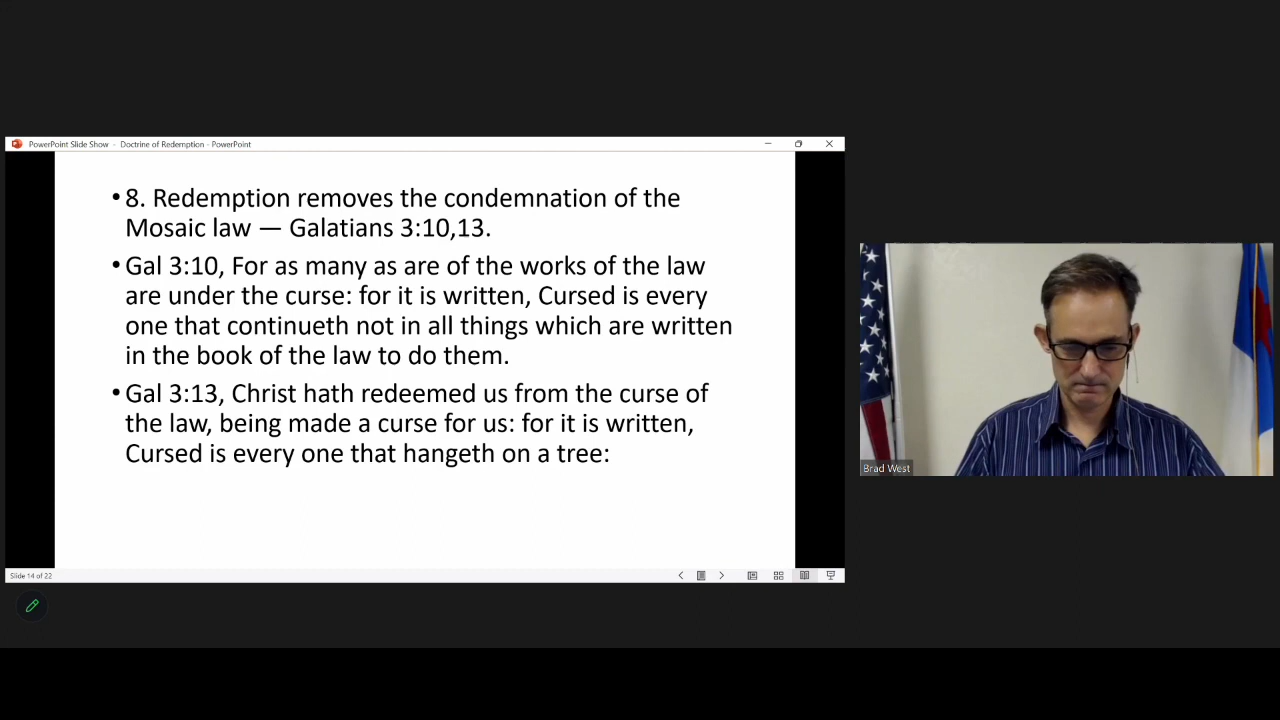 PowerPoint Slide Show - Doctrine of Redemption - PowerPoint
•8. Redemption removes the condemnation of the
Mosaic law — Galatians 3:10,13.
•Gal 3:10, For as many as are of the works of the law
are under the curse: for it is written, Cursed is every
one that continueth not in all things which are written
in the book of the law to do them.
•Gal 3:13, Christ hath redeemed us from the curse of
the law, being made a curse for us: for it is written,
Cursed is every one that hangeth on a tree:
Slide 14 of 22
Brad West